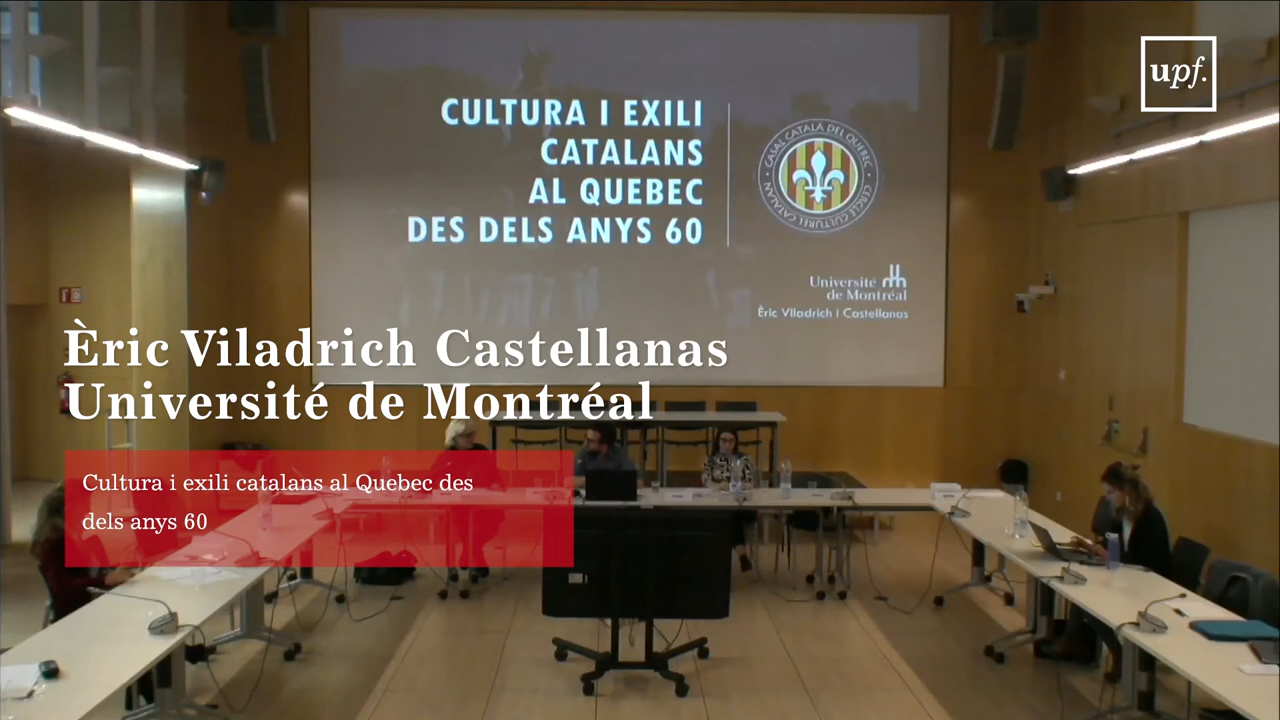 upf.
CULTURA I EXILI
CATALANS
AL QUEBEC
DES DELS ANYS 60
CASAL CATALÀ DEL QUEBEC
CERCLE CULTUREL CATALAN
Université
de Montréal
Èric Viladrich i Castellanas
Èric Viladrich Castellanas
Université de Montréal
Cultura i exili catalans al Quebec des
dels anys 60